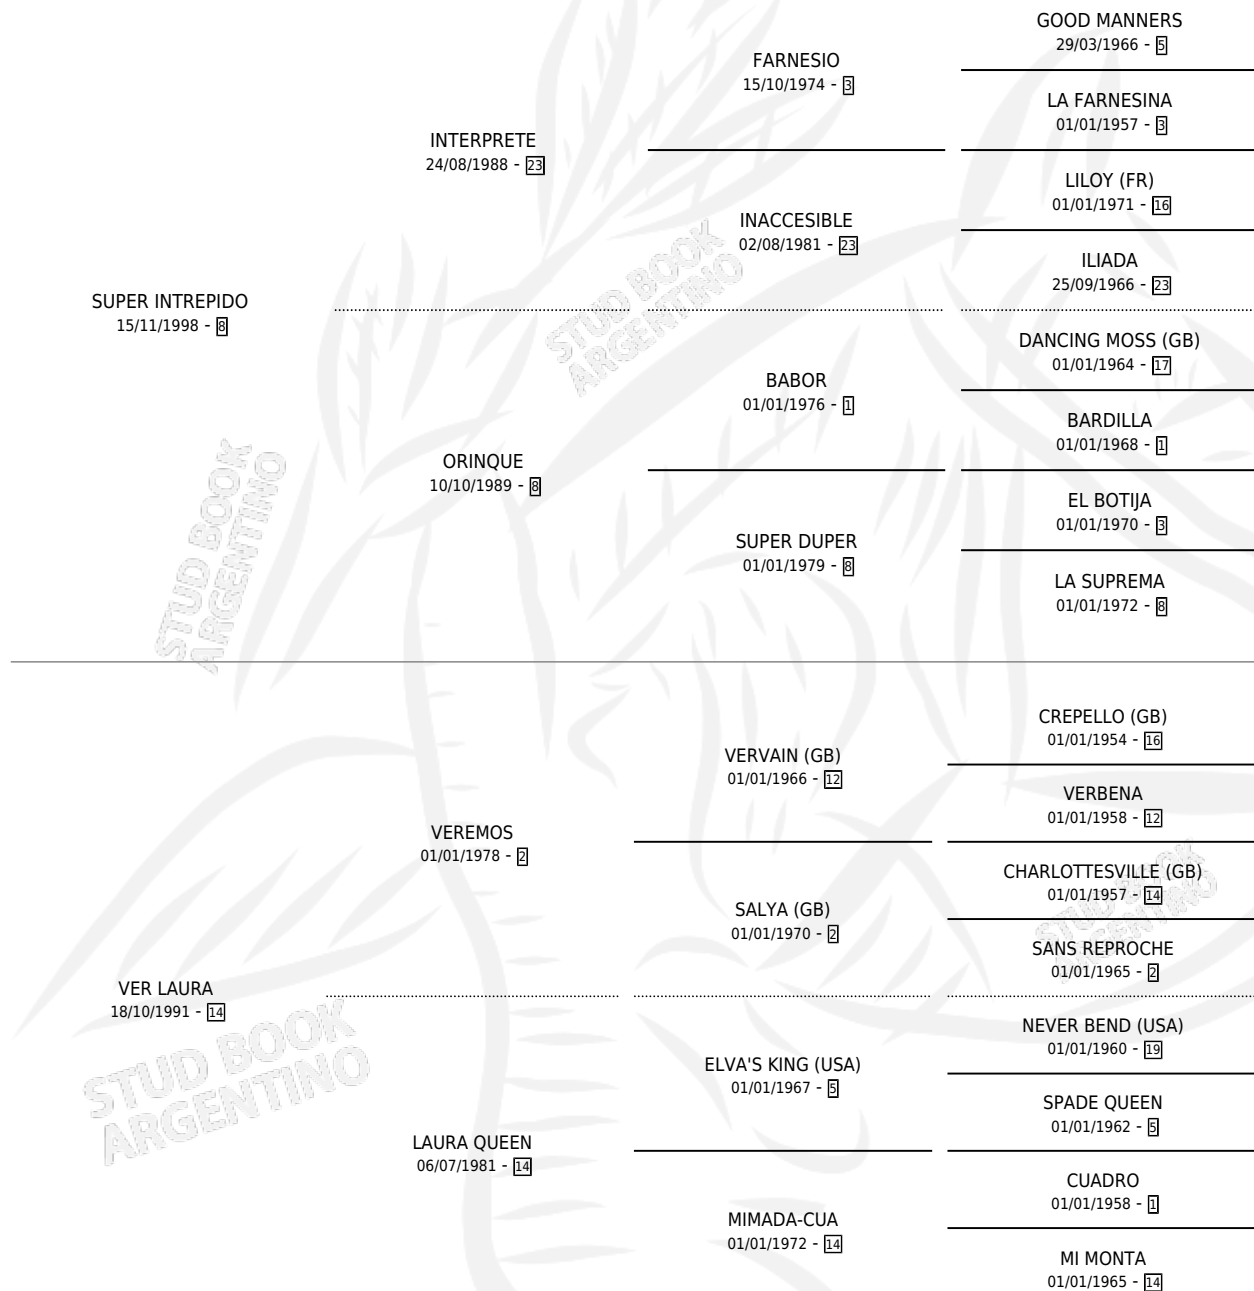 GOOD MANNERS
29/03/1966 - 5
FARNESIO
15/10/1974 - 3
LA FARNESINA
01/01/1957 - 3
INTERPRETE
24/08/1988 - 23
LILOY (FR)
01/01/1971 - 16
INACCESIBLE
02/08/1981 - 23
ILIADA
25/09/1966 - 23
SUPER INTREPIDO
15/11/1998 - 8
DANCING MOSS (GB)
01/01/1964 - 17
BABOR
01/01/1976 - 1
BARDILLA
01/01/1968 - 1
ORINQUE
10/10/1989 - 8
EL BOTIJA
01/01/1970 - 3
SUPER DUPER
01/01/1979 - 8
LA SUPREMA
01/01/1972 - 8
CREPELLO (GB)
01/01/1954 - 16
VERVAIN (GB)
01/01/1966 - 12
VERBENA
01/01/1958 - 12
VEREMOS
01/01/1978 - 2
CHARLOTTESVILLE (GB)
01/01/1957 - 14
SALYA (GB)
01/01/1970 - 2
SANS REPROCHE
01/01/1965 - 2
VER LAURA
18/10/1991 - 14
NEVER BEND (USA)
01/01/1960 - 19
ELVA'S KING (USA)
01/01/1967 - 5
SPADE QUEEN
01/01/1962 - 5
LAURA QUEEN
06/07/1981 - 14
CUADRO
01/01/1958 - 1
MIMADA-CUA
01/01/1972 - 14
MI MONTA
01/01/1965 - 14
STUD BOOK
ARGENTINO
STUD BOOK
ARGENTINO
STUD BOOK
ARGENTINO
STUD BOOK
ARGENTINO